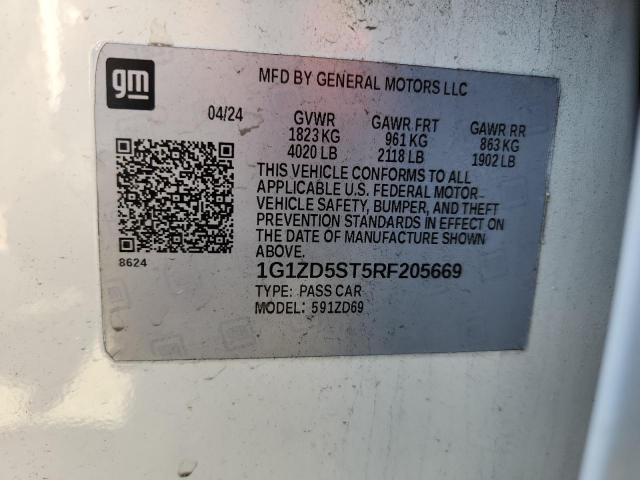 gm
MFD BY GENERAL MOTORS LLC
04/24 GVWR GAWR FRT GAWR RR
1823 KG 961 KG 863 KG
4020 LB 2118 LB 1902 LB
THIS VEHICLE CONFORMS TO ALL
APPLICABLE U.S. FEDERAL MOTOR
VEHICLE SAFETY, BUMPER, AND THEFT
PREVENTION STANDARDS IN EFFECT ON
THE DATE OF MANUFACTURE SHOWN
ABOVE.
8624
1G1ZD5ST5RF205669
TYPE: PASS CAR
MODEL: 591ZD69